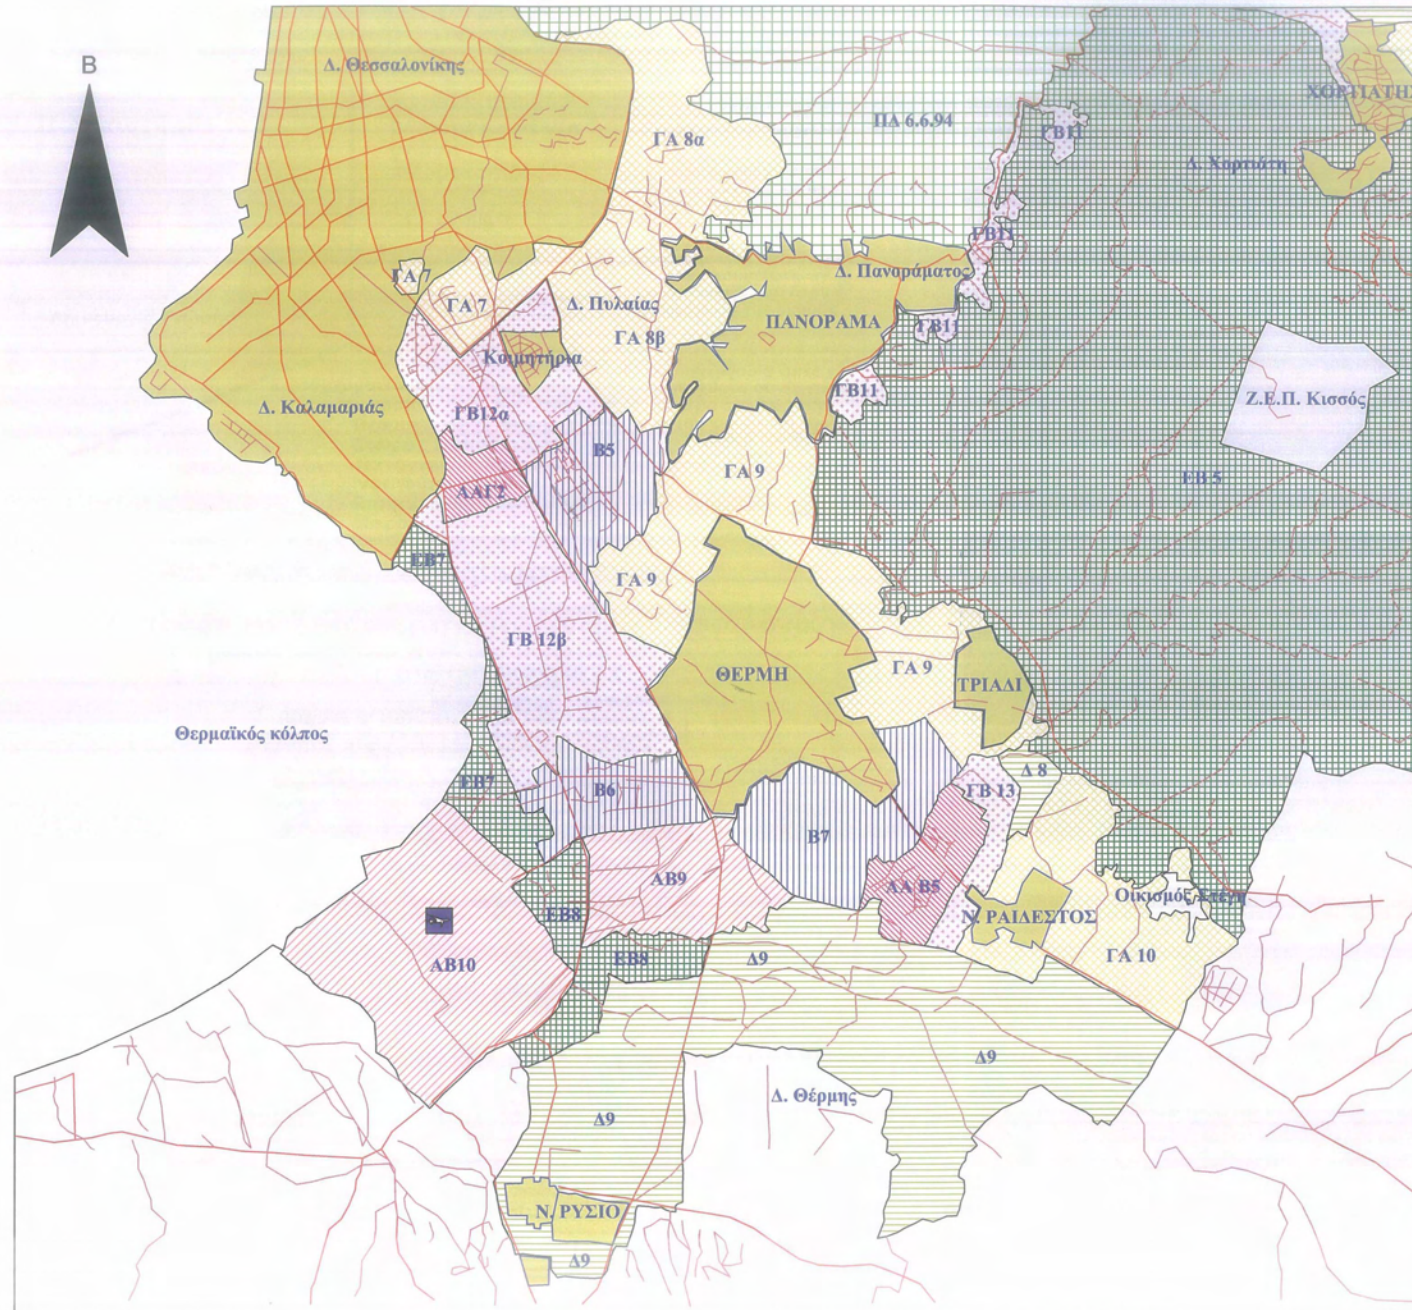 Β
Δ. Θεσσαλονίκης
ΧΟΡΤΙΑΤΗΣ
ΠΔ 6.6.94
ΓΑ 8α
ΓΒ11
Δ. Χορτιάτη
ΓΒ11
ΓΑ 7
Δ. Πανοράματος
ΓΑ 7
Δ. Πυλαίας
ΠΑΝΟΡΑΜΑ
ΓΒ11
ΓΑ 8β
Κοιμητήρια
ΓΒ11
Ζ.Ε.Π. Κισσός
Δ. Καλαμαριάς
ΓΒ12α
Β5
ΓΑ 9
ΕΒ 5
ΑΑΓ2
ΕΒ7
ΓΑ 9
ΓΒ 12β
ΓΑ 9
ΘΕΡΜΗ
ΤΡΙΑΔΙ
Θερμαϊκός κόλπος
Δ 8
ΕΒ7
Β6
ΓΒ 13
Β7
ΑΒ9
ΑΑ Β5
Οικισμός Στέγη
ΕΒ8
Ν. ΡΑΙΔΕΣΤΟΣ
ΑΒ10
ΕΒ8
Δ9
ΓΑ 10
Δ9
Δ. Θέρμης
Δ9
Ν. ΡΥΣΙΟ
Δ9